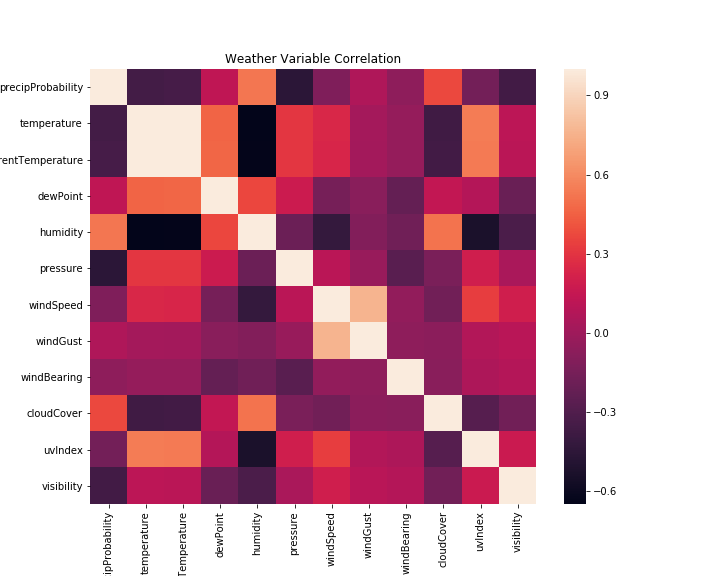 Weather Variable Correlation
precipProbability
temperature
rentTemperature
dewPoint
humidity
pressure
windSpeed
windGust
windBearing
cloudCover
uvIndex
visibility
ipProbability
temperature
Temperature
dewPoint
humidity
pressure
windSpeed
windGust
windBearing
cloudCover
uvIndex
visibility
0.9
0.6
0.3
0.0
−0.3
−0.6